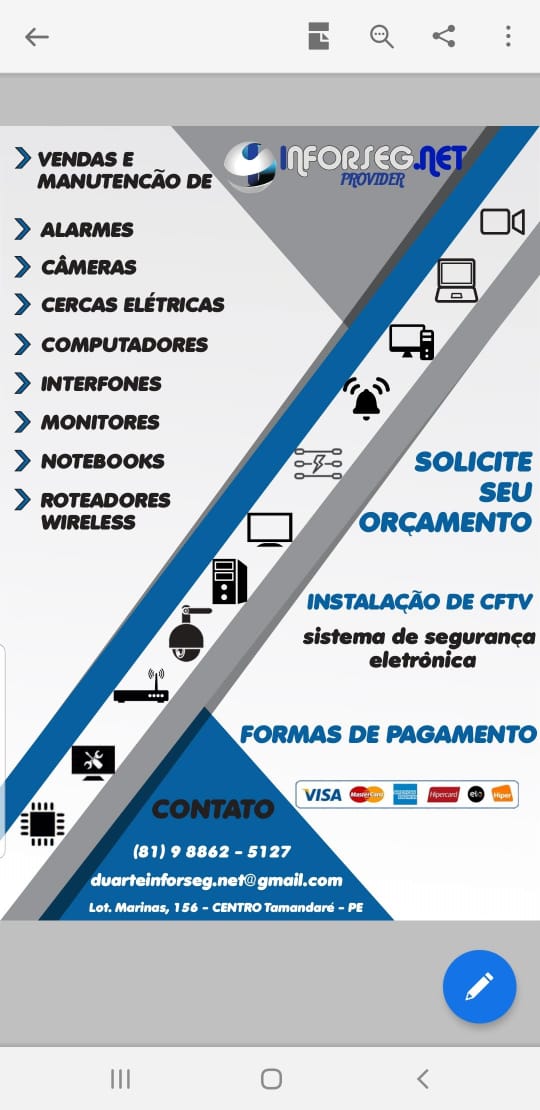 VENDAS E
MANUTENCÃO DE
INFORSEG.NET
PROVIDER
ALARMES
CÂMERAS
CERCAS ELÉTRICAS
COMPUTADORES
INTERFONES
MONITORES
NOTEBOOKS
ROTEADORES
WIRELESS
SOLICITE
SEU
ORÇAMENTO
INSTALAÇÃO DE CFTV
sistema de segurança
eletrônica
FORMAS DE PAGAMENTO
VISA MasterCard AMERICAN EXPRESS Hipercard elo Hiper
CONTATO
(81) 9 8862 - 5127
duarteinforseg.net@gmail.com
Lot. Marinas, 156 - CENTRO Tamandaré - PE